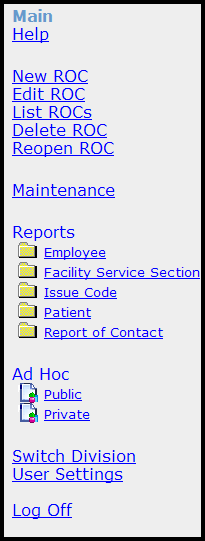 Main
Help
New ROC
Edit ROC
List ROCs
Delete ROC
Reopen ROC
Maintenance
Reports
Employee
Facility Service Section
Issue Code
Patient
Report of Contact
Ad Hoc
Public
Private
Switch Division
User Settings
Log Off